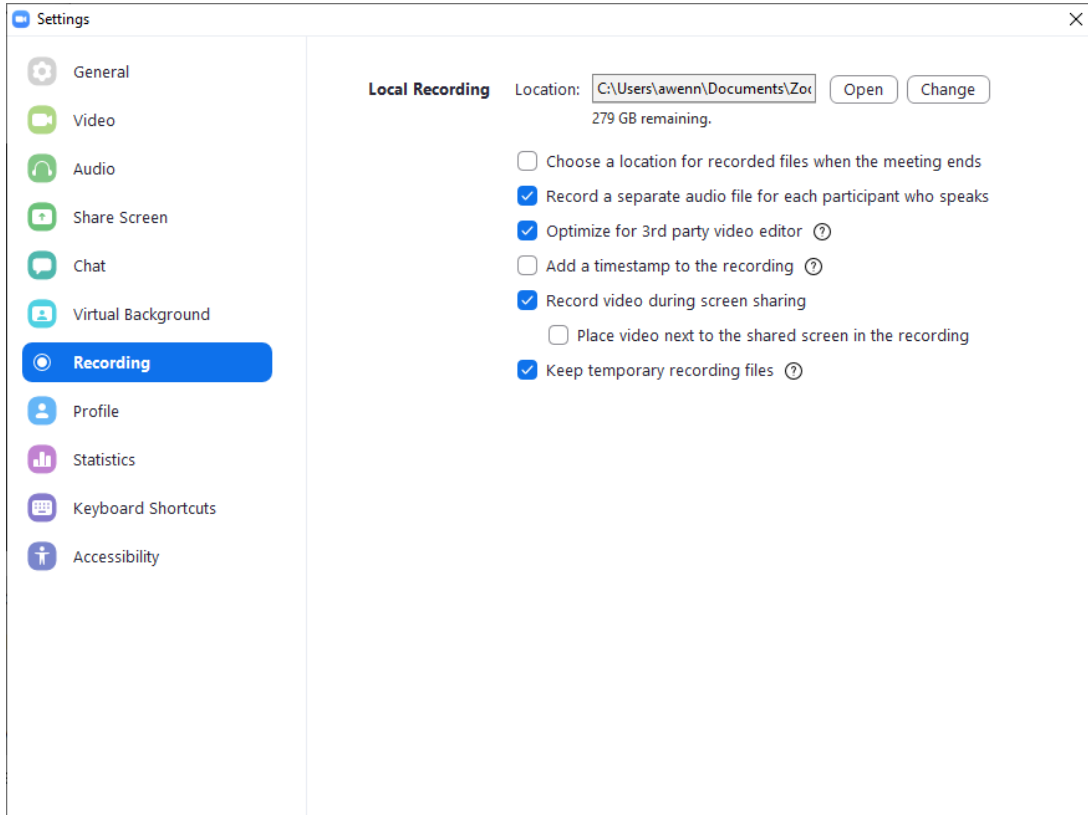 Settings
General
Video
Audio
Share Screen
Chat
Virtual Background
Recording
Profile
Statistics
Keyboard Shortcuts
Accessibility
Local Recording Location: C:\Users\awenn\Documents\Zoo Open Change
279 GB remaining.
Choose a location for recorded files when the meeting ends
Record a separate audio file for each participant who speaks
Optimize for 3rd party video editor ?
Add a timestamp to the recording ?
Record video during screen sharing
Place video next to the shared screen in the recording
Keep temporary recording files ?